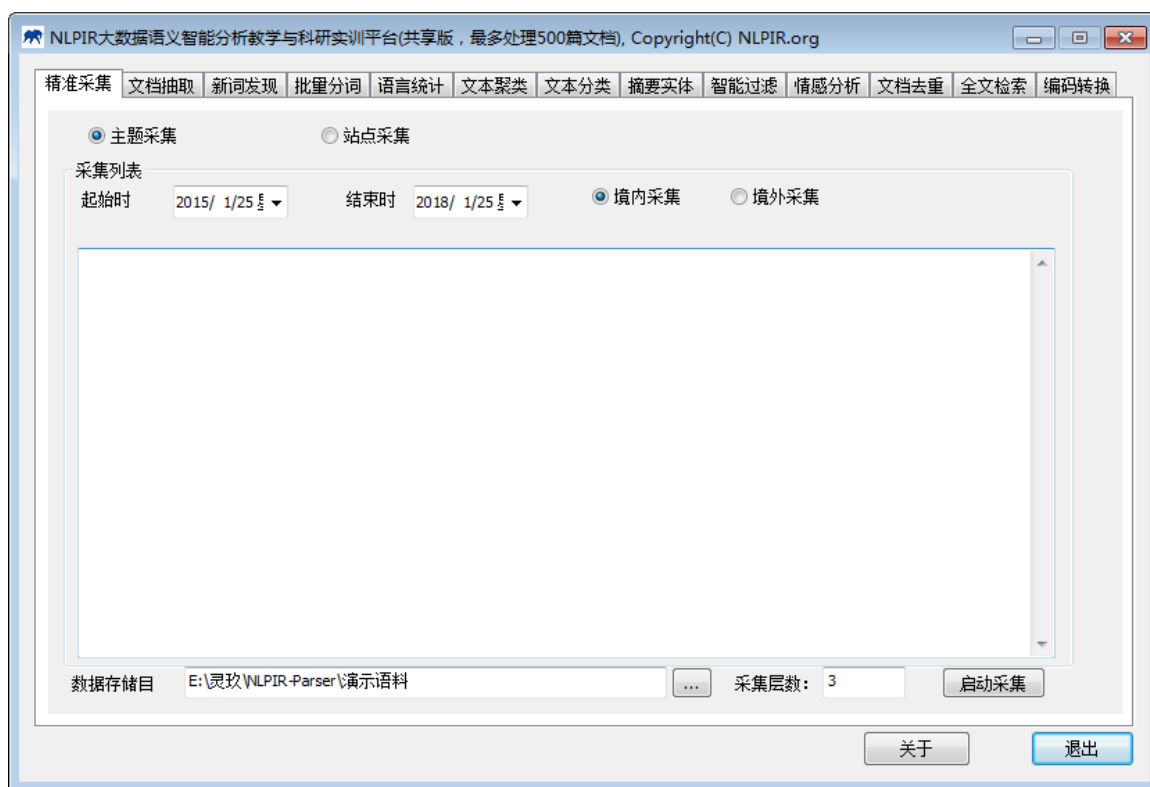 NLPIR大数据语义智能分析教学与科研实训平台(共享版，最多处理500篇文档), Copyright(C) NLPIR.org
精准采集 文档抽取 新词发现 批量分词 语言统计 文本聚类 文本分类 摘要实体 智能过滤 情感分析 文档去重 全文检索 编码转换
主题采集 站点采集
采集列表
起始时 2015/ 1/25 结束时 2018/ 1/25 境内采集 境外采集
数据存储目 E:\灵玖\NLPIR-Parser\演示语料 ... 采集层数: 3 启动采集
关于 退出